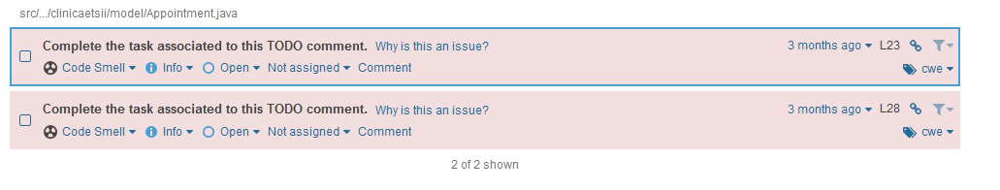 src/.../clinicaetsii/model/Appointment.java
Complete the task associated to this TODO comment. Why is this an issue? 3 months ago L23
Code Smell Info Open Not assigned Comment cwe
Complete the task associated to this TODO comment. Why is this an issue? 3 months ago L28
Code Smell Info Open Not assigned Comment cwe
2 of 2 shown